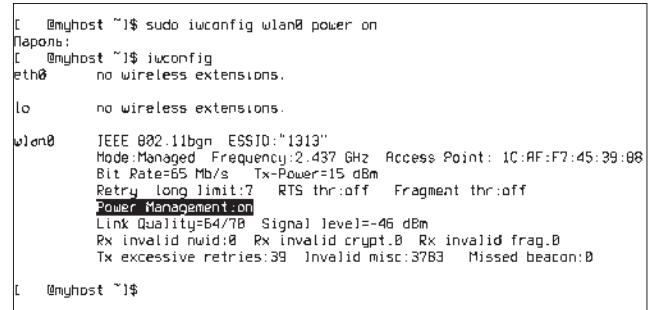 [ @myhost ~]$ sudo iwconfig wlan0 power on
Пароль:
[ @myhost ~]$ iwconfig
eth0 no wireless extensions.
lo no wireless extensions.
wlan0 IEEE 802.11bgn ESSID:"1313"
Mode:Managed Frequency:2.437 GHz Access Point: 1C:AF:F7:45:39:88
Bit Rate=65 Mb/s Tx-Power=15 dBm
Retry long limit:7 RTS thr:off Fragment thr:off
Power Management:on
Link Quality=64/70 Signal level=-46 dBm
Rx invalid nwid:0 Rx invalid crypt.0 Rx invalid frag.0
Tx excessive retries:39 Invalid misc:3783 Missed beacon:0
[ @myhost ~]$